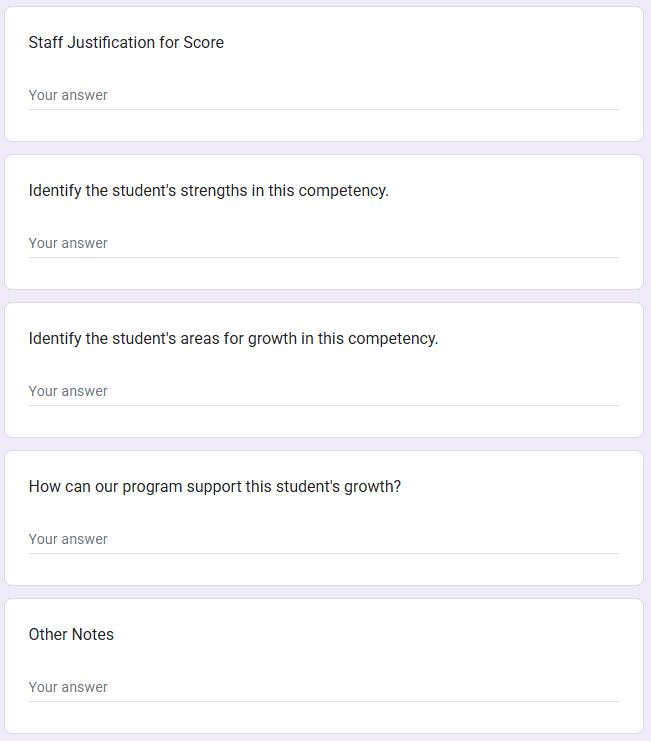 Staff Justification for Score
Your answer
Identify the student's strengths in this competency.
Your answer
Identify the student's areas for growth in this competency.
Your answer
How can our program support this student's growth?
Your answer
Other Notes
Your answer